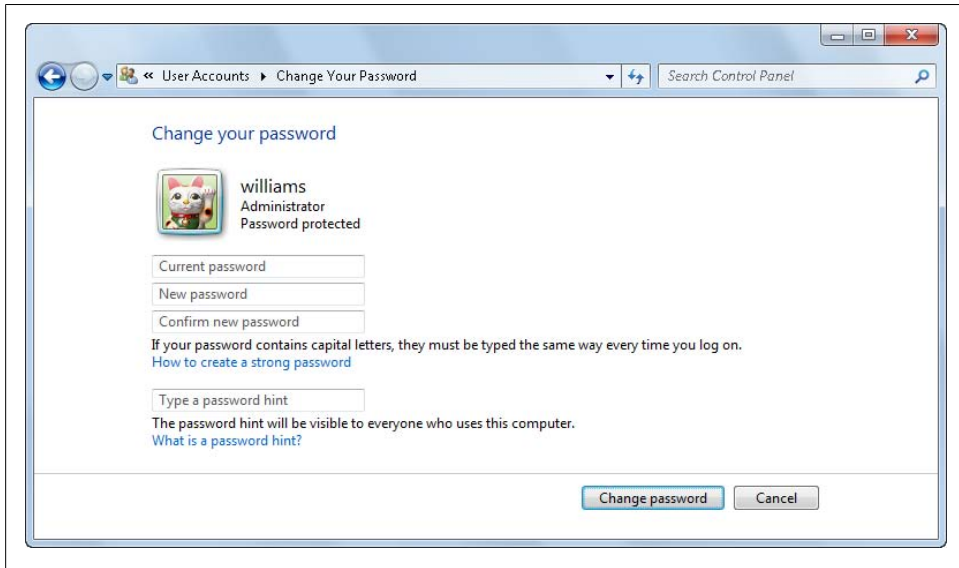 « User Accounts ▸ Change Your Password
Search Control Panel
Change your password
williams
Administrator
Password protected
Current password
New password
Confirm new password
If your password contains capital letters, they must be typed the same way every time you log on.
How to create a strong password
Type a password hint
The password hint will be visible to everyone who uses this computer.
What is a password hint?
Change password
Cancel